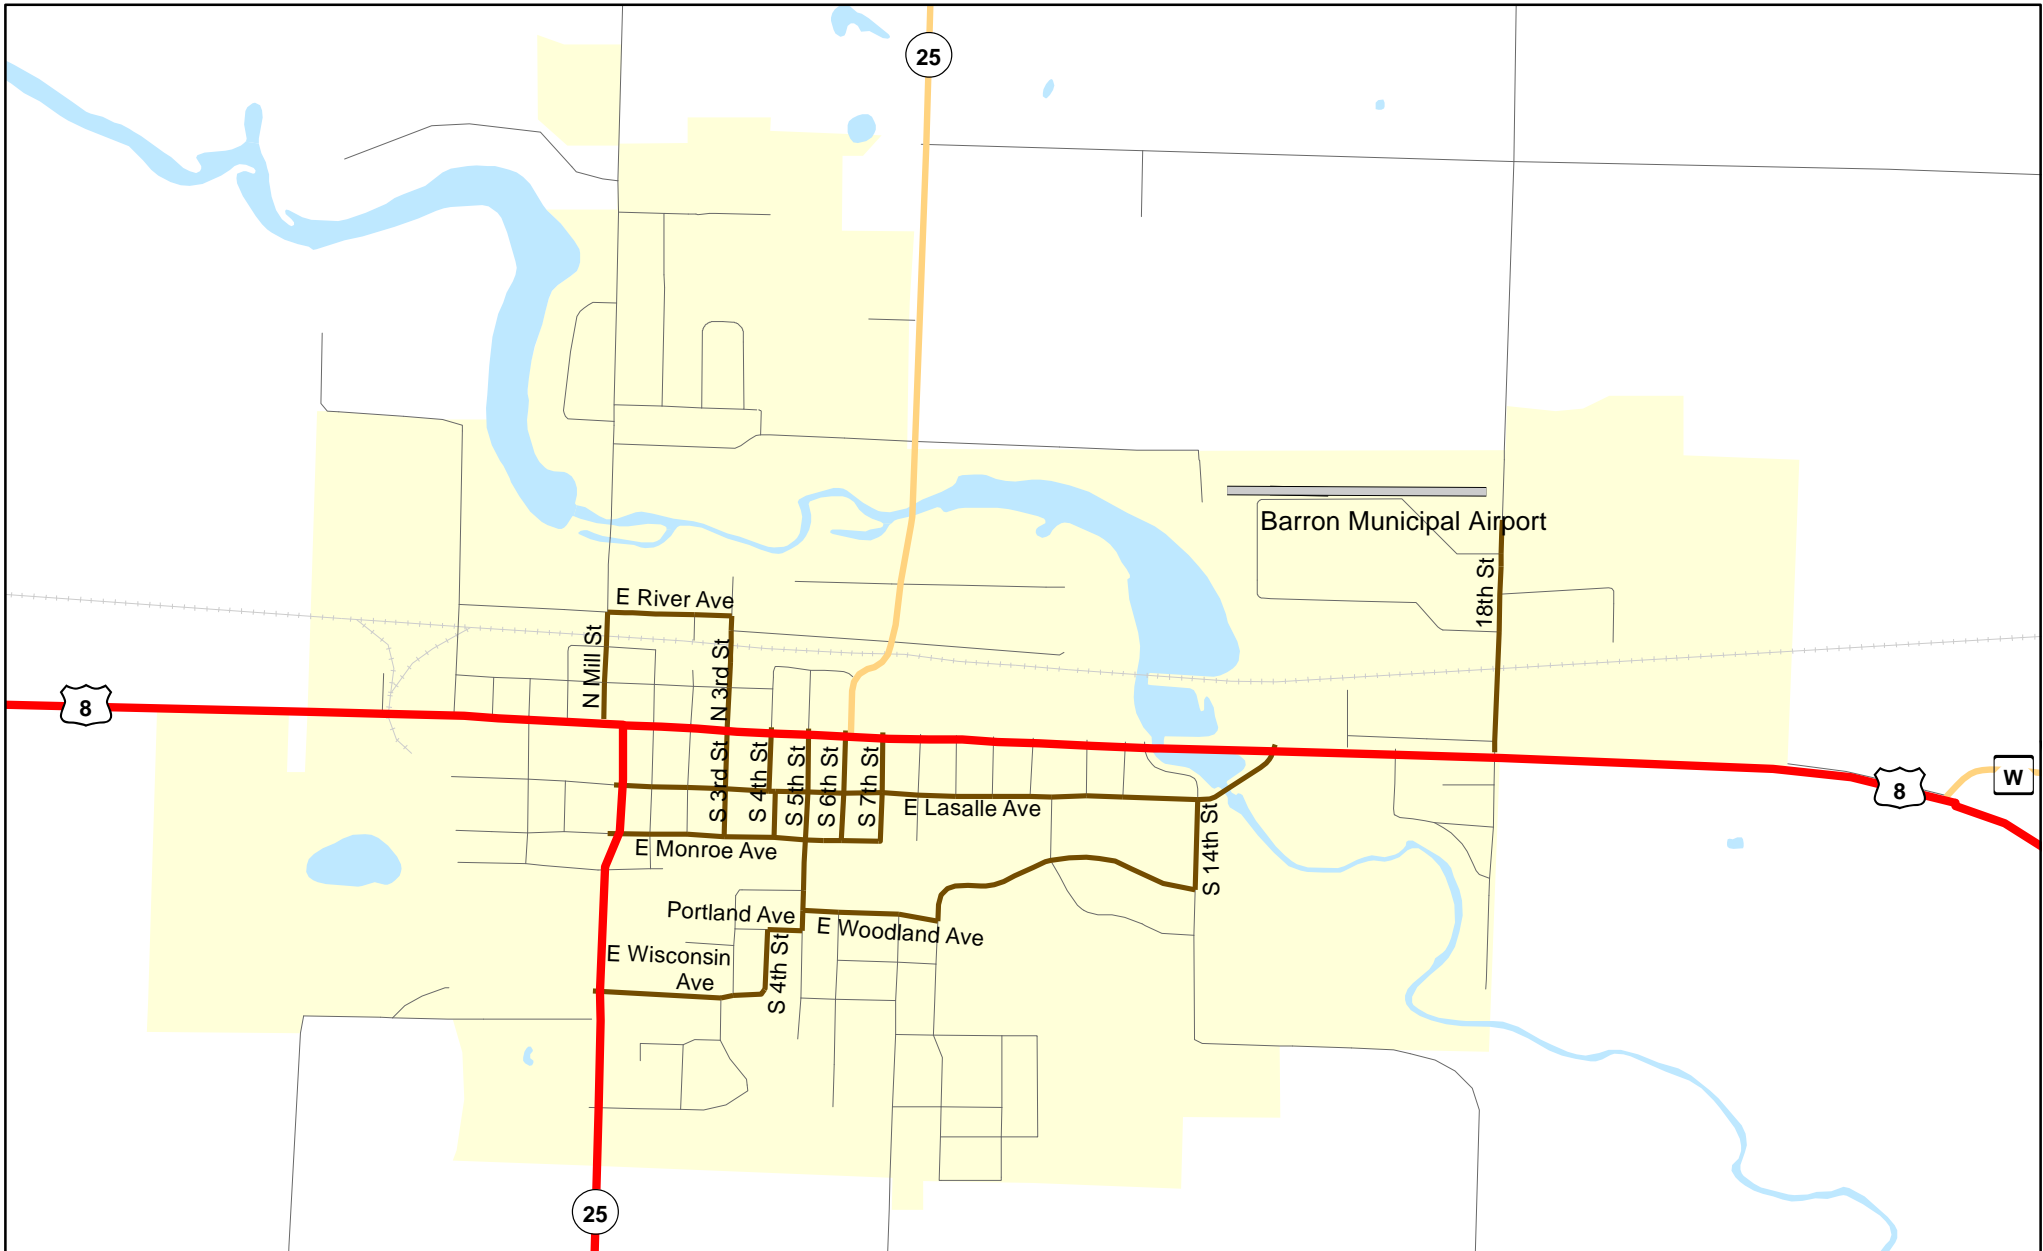 25
Barron Municipal Airport
18th St
E River Ave
N Mill St
N 3rd St
8
S 3rd St
S 4th St
S 5th St
S 6th St
S 7th St
8
W
E Lasalle Ave
E Monroe Ave
S 14th St
Portland Ave
E Woodland Ave
E Wisconsin
Ave
S 4th St
25